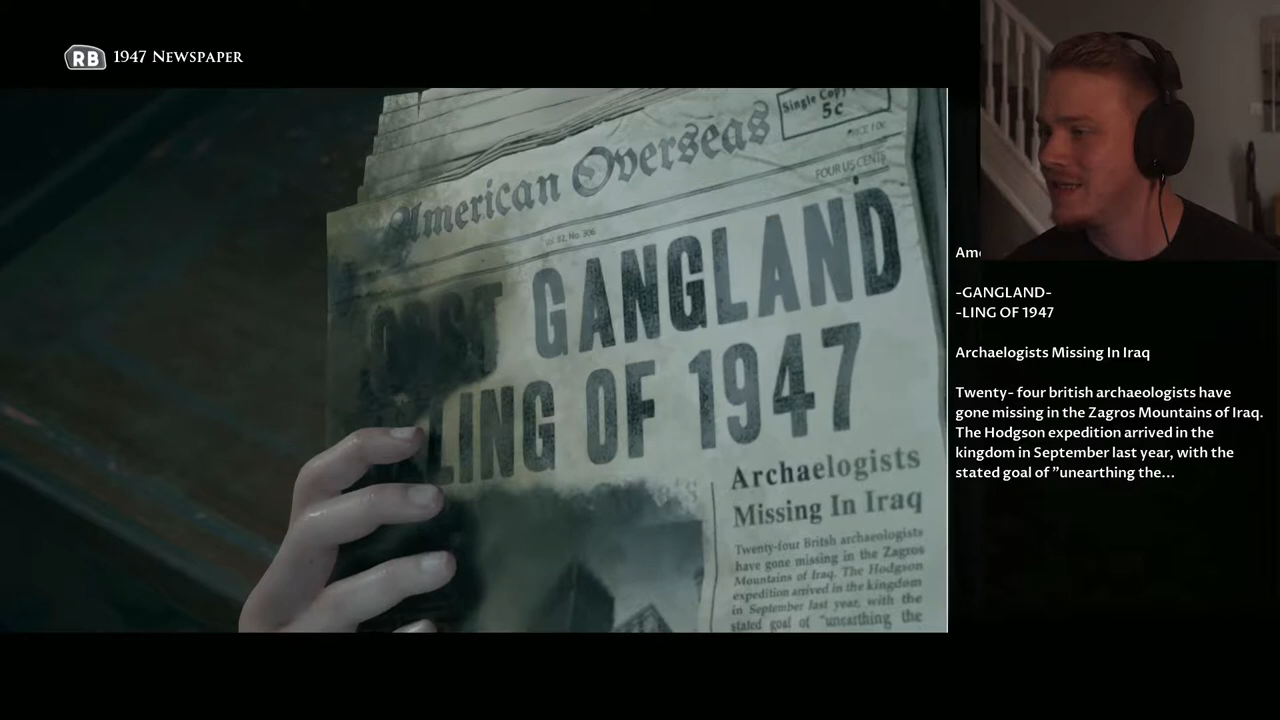 RB 1947 Newspaper
American Overseas
Single Copy
5c
FOUR US CENTS
GANGLAND
LING OF 1947
Archaelogists
Missing In Iraq
Twenty-four British archaeologists
have gone missing in the Zagros
Mountains of Iraq. The Hodgson
expedition arrived in the kingdom
in September last year, with the
stated goal of "unearthing the
Am
-GANGLAND-
-LING OF 1947
Archaelogists Missing In Iraq
Twenty- four british archaeologists have
gone missing in the Zagros Mountains of Iraq.
The Hodgson expedition arrived in the
kingdom in September last year, with the
stated goal of "unearthing the...